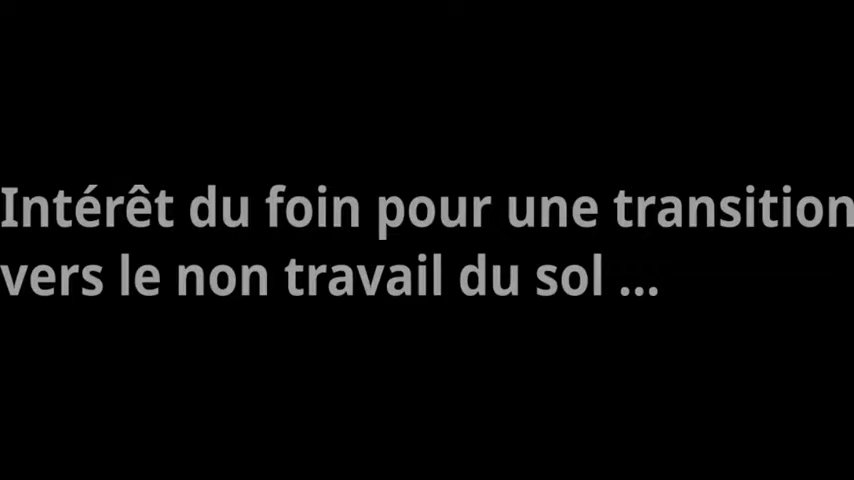 Intérêt du foin pour une transition
vers le non travail du sol ...